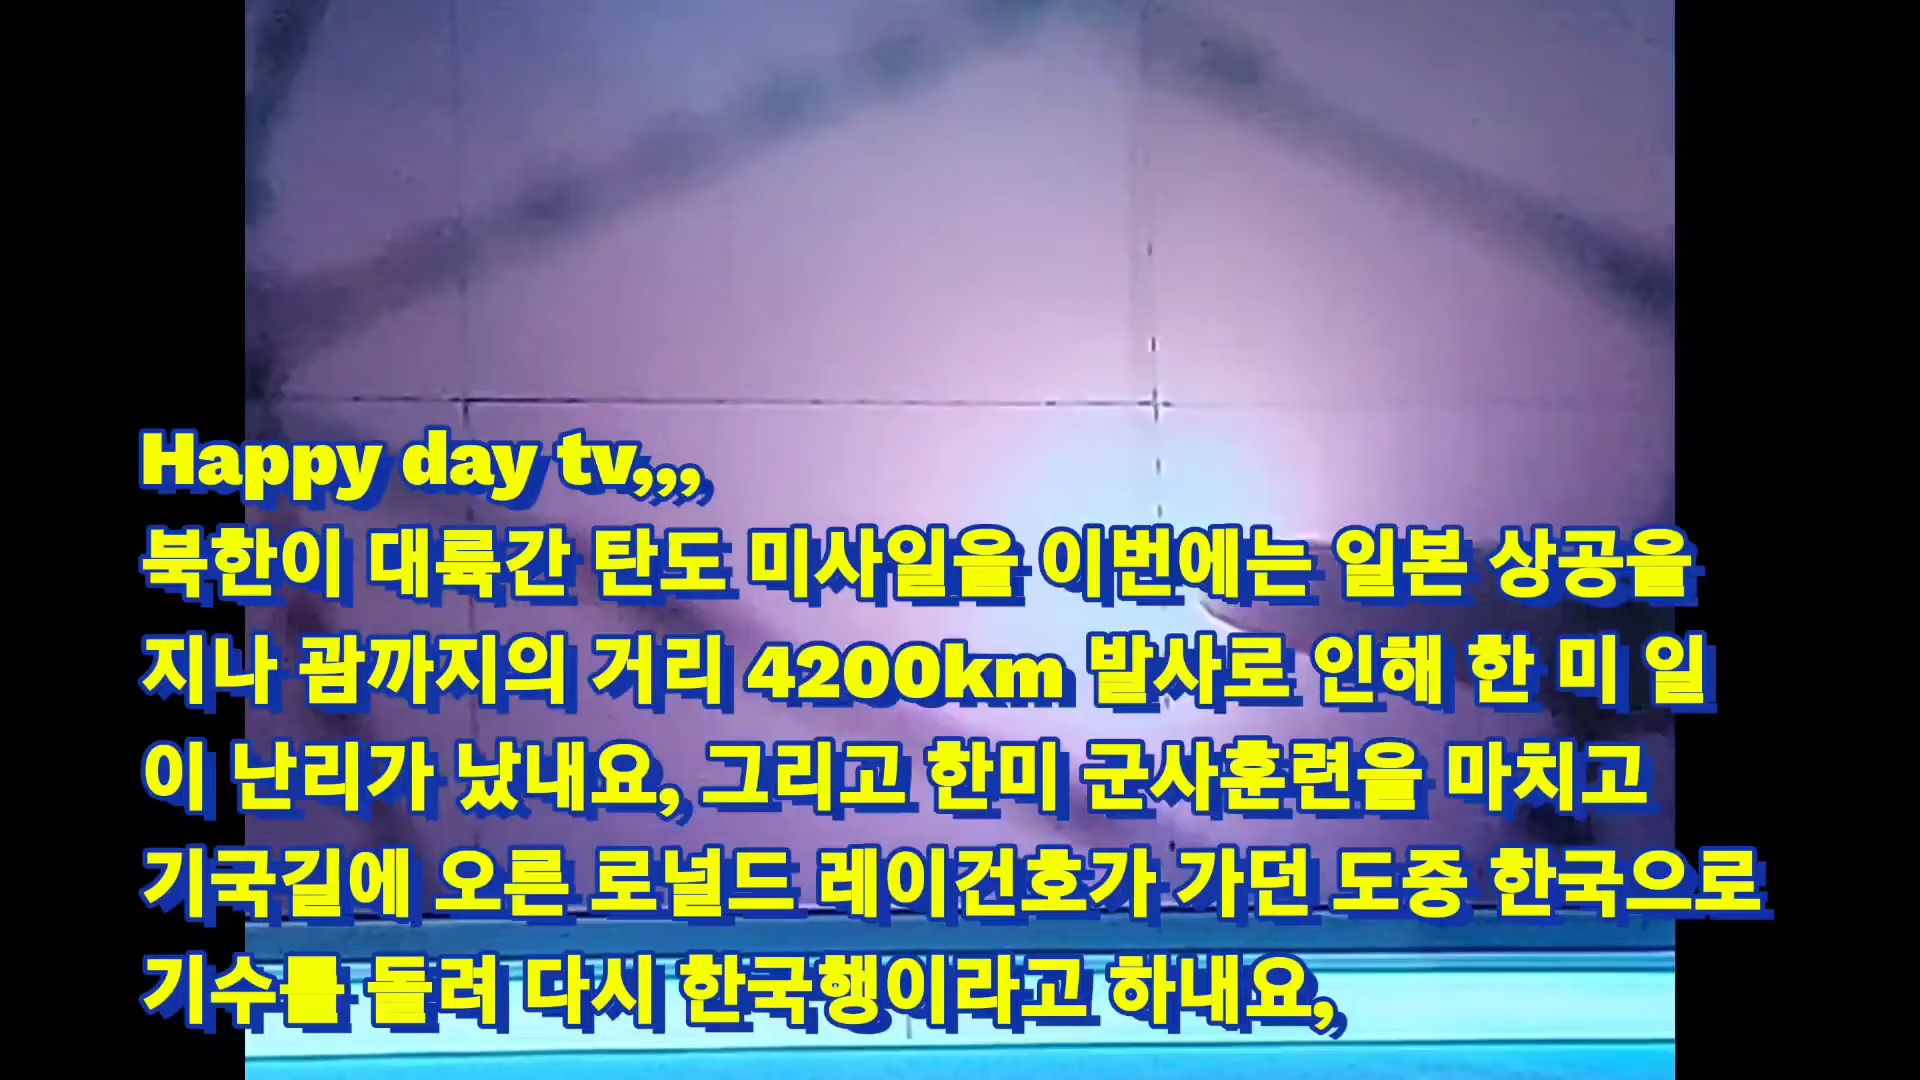 Happy day tv,,,
북한이 대륙간 탄도 미사일을 이번에는 일본 상공을
지나 괌까지의 거리 4200km 발사로 인해 한 미 일
이 난리가 났내요, 그리고 한미 군사훈련을 마치고
기국길에 오른 로널드 레이건호가 가던 도중 한국으로
기수를 돌려 다시 한국행이라고 하내요,